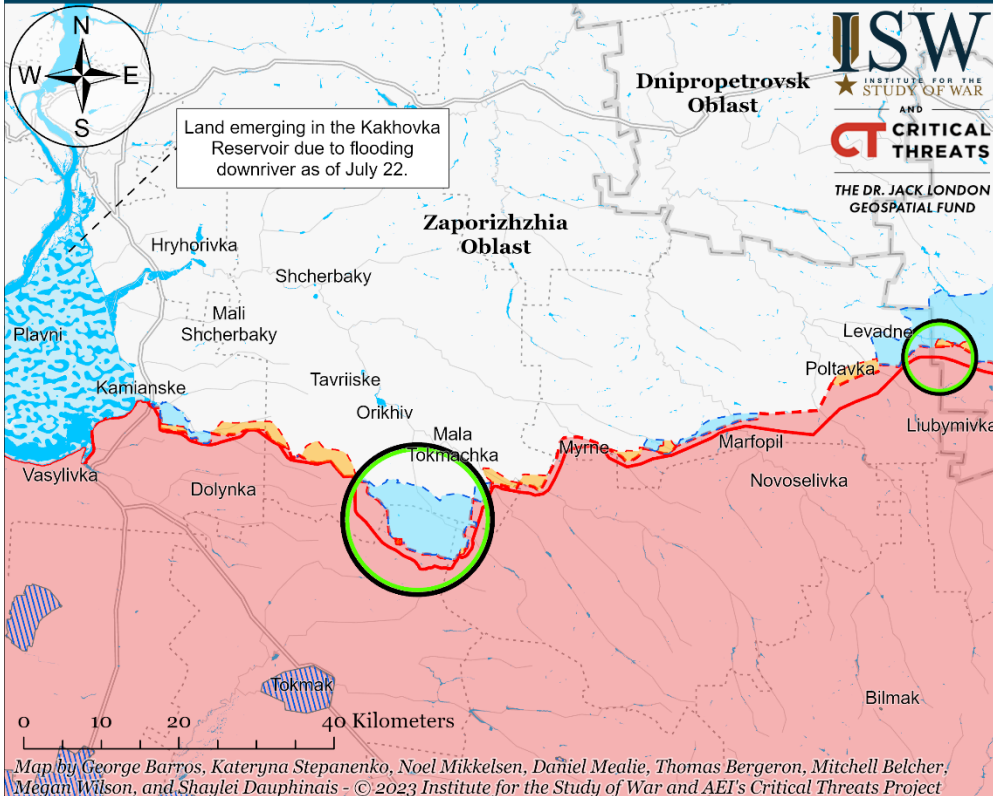 N
W
E
S
ISW
INSTITUTE FOR THE
STUDY OF WAR
AND
CT CRITICAL
THREATS
THE DR. JACK LONDON
GEOSPATIAL FUND
Dnipropetrovsk
Oblast
Land emerging in the Kakhovka
Reservoir due to flooding
downriver as of July 22.
Zaporizhzhia
Oblast
Hryhorivka
Shcherbaky
Mali
Shcherbaky
Plavni
Levadne
Poltavka
Kamianske
Tavriiske
Orikhiv
Liubymivka
Mala
Tokmachka
Myrne
Marfopil
Vasylivka
Dolynka
Novoselivka
Tokmak
Bilmak
0 10 20 40 Kilometers
Map by George Barros, Kateryna Stepanenko, Noel Mikkelsen, Daniel Mealie, Thomas Bergeron, Mitchell Belcher,
Megan Wilson, and Shaylei Dauphinais - © 2023 Institute for the Study of War and AEI's Critical Threats Project